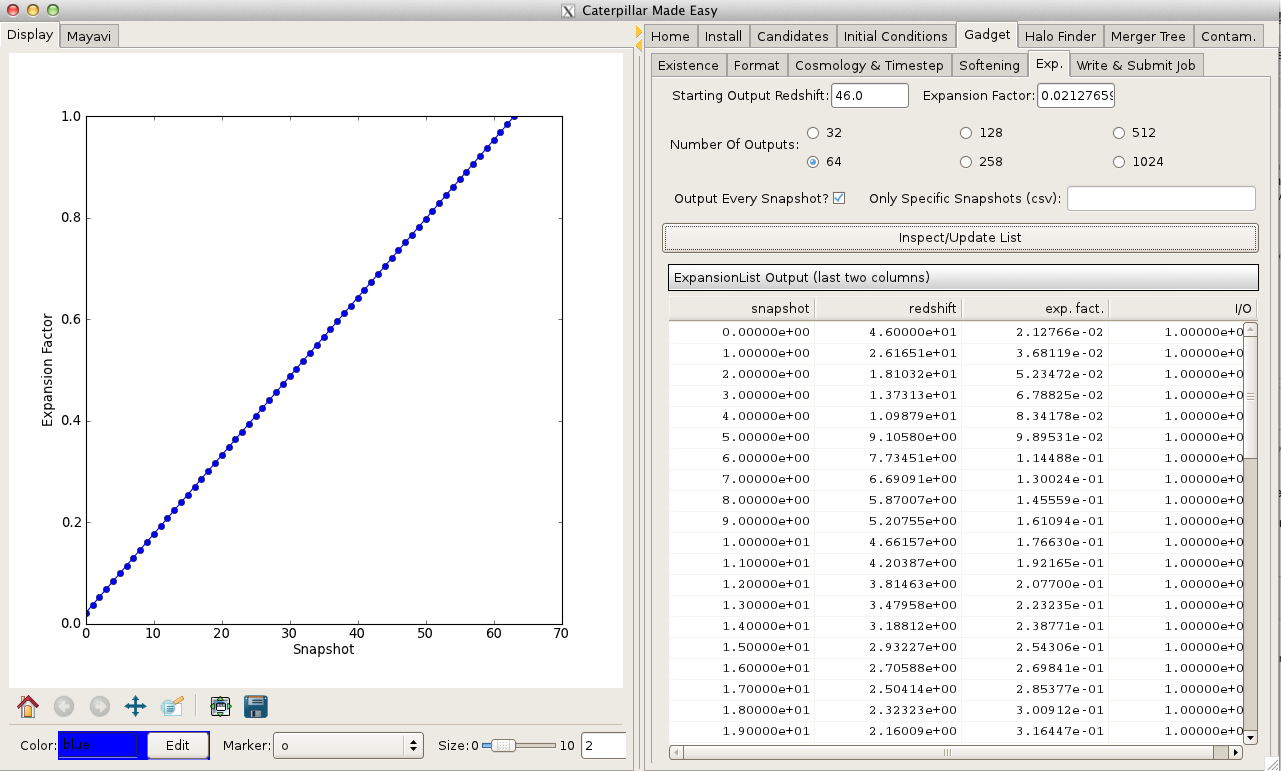 Caterpillar Made Easy
Display Mayavi
Home Install Candidates Initial Conditions Gadget Halo Finder Merger Tree Contam.
Existence Format Cosmology & Timestep Softening Exp. Write & Submit Job
Starting Output Redshift: 46.0 Expansion Factor: 0.02127659
Number Of Outputs:
32 128 512
64 258 1024
Output Every Snapshot? Only Specific Snapshots (csv):
Inspect/Update List
ExpansionList Output (last two columns)
snapshot redshift exp. fact. I/O
0.00000e+00 4.60000e+01 2.12766e-02 1.00000e+0
1.00000e+00 2.61651e+01 3.68119e-02 1.00000e+0
2.00000e+00 1.81032e+01 5.23472e-02 1.00000e+0
3.00000e+00 1.37313e+01 6.78825e-02 1.00000e+0
4.00000e+00 1.09879e+01 8.34178e-02 1.00000e+0
5.00000e+00 9.10580e+00 9.89531e-02 1.00000e+0
6.00000e+00 7.73451e+00 1.14488e-01 1.00000e+0
7.00000e+00 6.69091e+00 1.30024e-01 1.00000e+0
8.00000e+00 5.87007e+00 1.45559e-01 1.00000e+0
9.00000e+00 5.20755e+00 1.61094e-01 1.00000e+0
1.00000e+01 4.66157e+00 1.76630e-01 1.00000e+0
1.10000e+01 4.20387e+00 1.92165e-01 1.00000e+0
1.20000e+01 3.81463e+00 2.07700e-01 1.00000e+0
1.30000e+01 3.47958e+00 2.23235e-01 1.00000e+0
1.40000e+01 3.18812e+00 2.38771e-01 1.00000e+0
1.50000e+01 2.93227e+00 2.54306e-01 1.00000e+0
1.60000e+01 2.70588e+00 2.69841e-01 1.00000e+0
1.70000e+01 2.50414e+00 2.85377e-01 1.00000e+0
1.80000e+01 2.32323e+00 3.00912e-01 1.00000e+0
1.90000e+01 2.16009e+00 3.16447e-01 1.00000e+0
1.0
0.8
0.6
0.4
0.2
0.0
Expansion Factor
0 10 20 30 40 50 60 70
Snapshot
Color: blue Edit Marker: o Size: 0 10 2